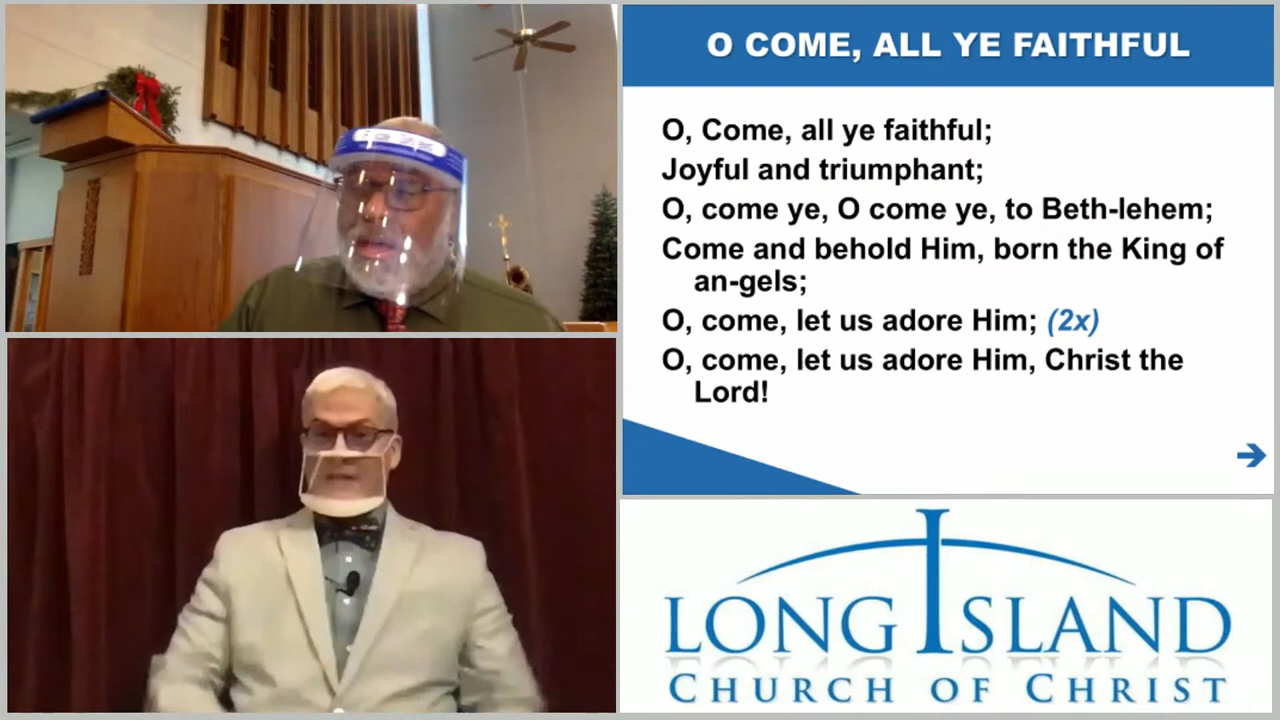 O COME, ALL YE FAITHFUL
O, Come, all ye faithful;
Joyful and triumphant;
O, come ye, O come ye, to Beth-lehem;
Come and behold Him, born the King of
an-gels;
O, come, let us adore Him; (2x)
O, come, let us adore Him, Christ the
Lord!
LONG ISLAND
CHURCH OF CHRIST